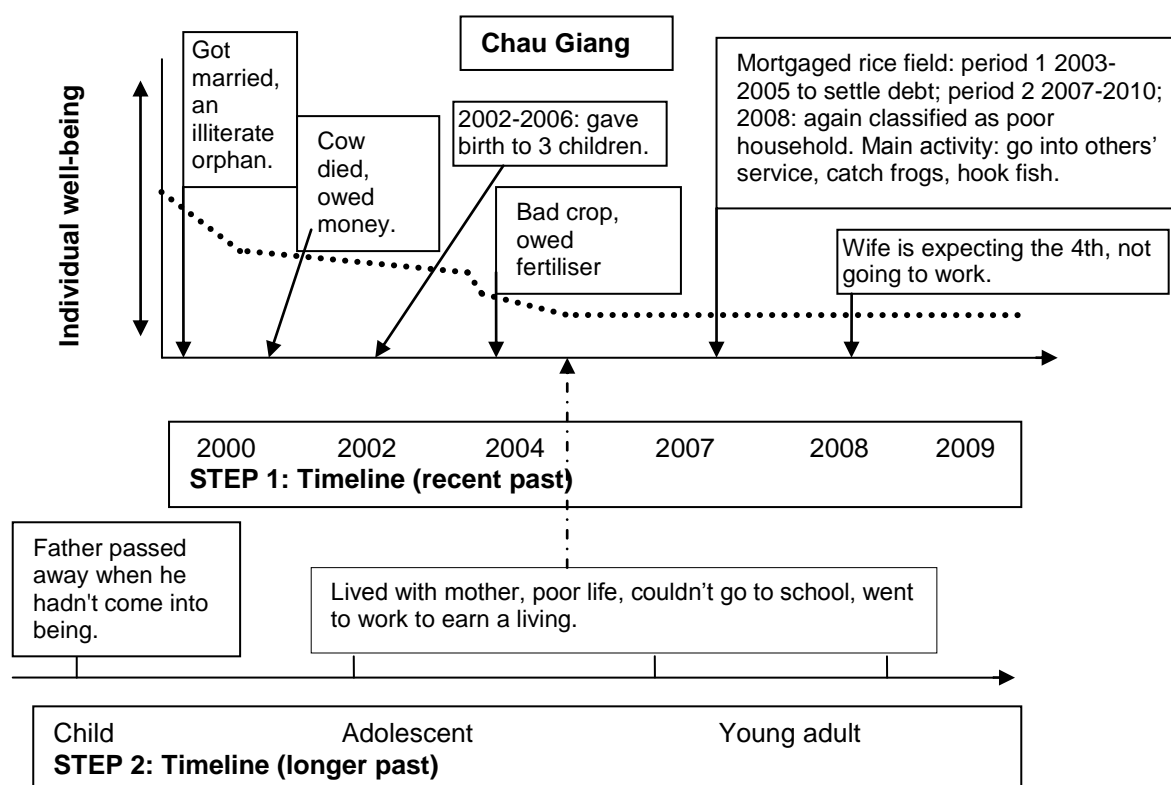 Chau Giang
Individual well-being
Got
married,
an
illiterate
orphan.
Cow
died,
owed
money.
2002-2006: gave
birth to 3 children.
Bad crop,
owed
fertiliser
Mortgaged rice field: period 1 2003-
2005 to settle debt; period 2 2007-2010;
2008: again classified as poor
household. Main activity: go into others’
service, catch frogs, hook fish.
Wife is expecting the 4th, not
going to work.
2000 2002 2004 2007 2008 2009
STEP 1: Timeline (recent past)
Father passed
away when he
hadn't come into
being.
Lived with mother, poor life, couldn’t go to school, went
to work to earn a living.
Child Adolescent Young adult
STEP 2: Timeline (longer past)